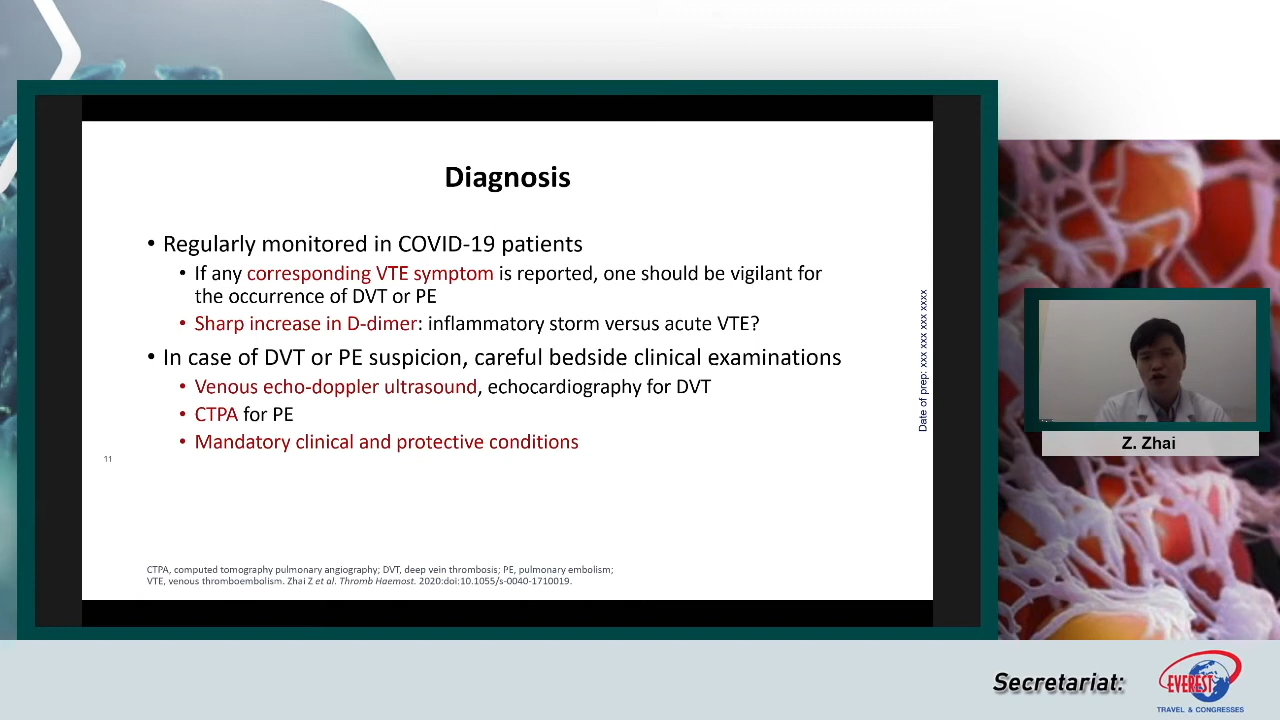 Diagnosis
• Regularly monitored in COVID-19 patients
• If any corresponding VTE symptom is reported, one should be vigilant for
the occurrence of DVT or PE
• Sharp increase in D-dimer: inflammatory storm versus acute VTE?
• In case of DVT or PE suspicion, careful bedside clinical examinations
• Venous echo-doppler ultrasound, echocardiography for DVT
• CTPA for PE
• Mandatory clinical and protective conditions
11
CTPA, computed tomography pulmonary angiography; DVT, deep vein thrombosis; PE, pulmonary embolism;
VTE, venous thromboembolism. Zhai Z et al. Thromb Haemost. 2020:doi:10.1055/s-0040-1710019.
Date of prep: xxx xxx xxx xxxx
Z. Zhai
Secretariat:
EVEREST
TRAVEL & CONGRESSES